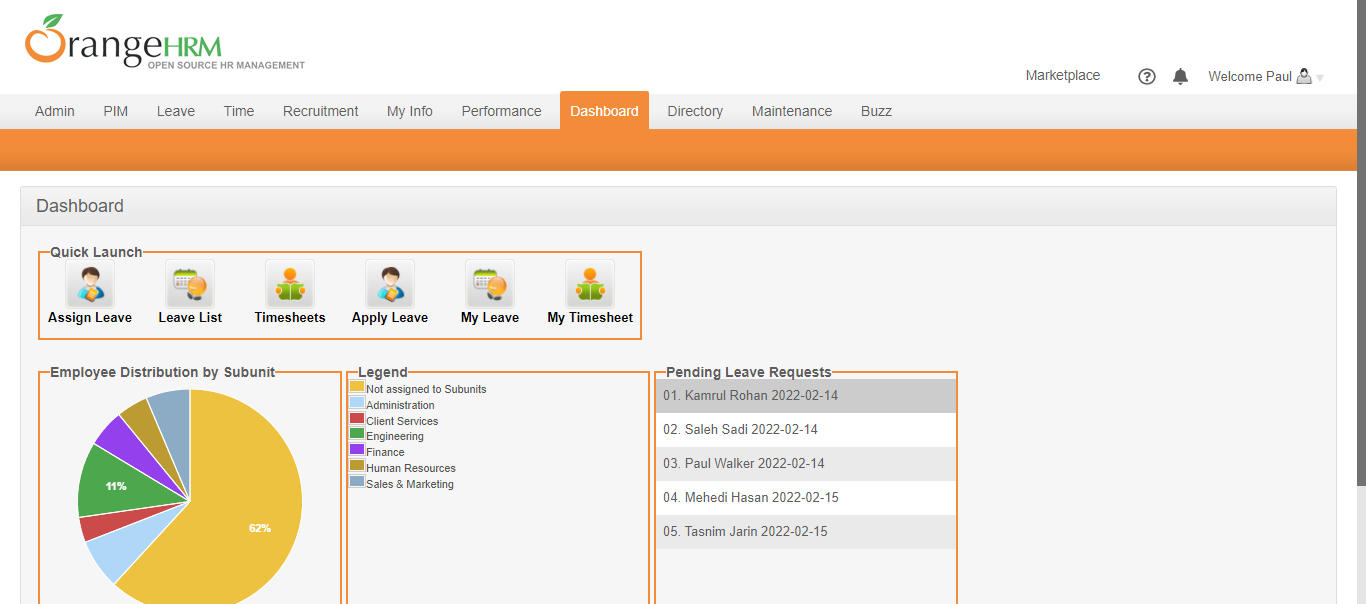 OrangeHRM
OPEN SOURCE HR MANAGEMENT
Marketplace ? Welcome Paul
Admin PIM Leave Time Recruitment My Info Performance Dashboard Directory Maintenance Buzz
Dashboard
Quick Launch
Assign Leave Leave List Timesheets Apply Leave My Leave My Timesheet
Employee Distribution by Subunit
11%
62%
Legend
Not assigned to Subunits
Administration
Client Services
Engineering
Finance
Human Resources
Sales & Marketing
Pending Leave Requests
01. Kamrul Rohan 2022-02-14
02. Saleh Sadi 2022-02-14
03. Paul Walker 2022-02-14
04. Mehedi Hasan 2022-02-15
05. Tasnim Jarin 2022-02-15